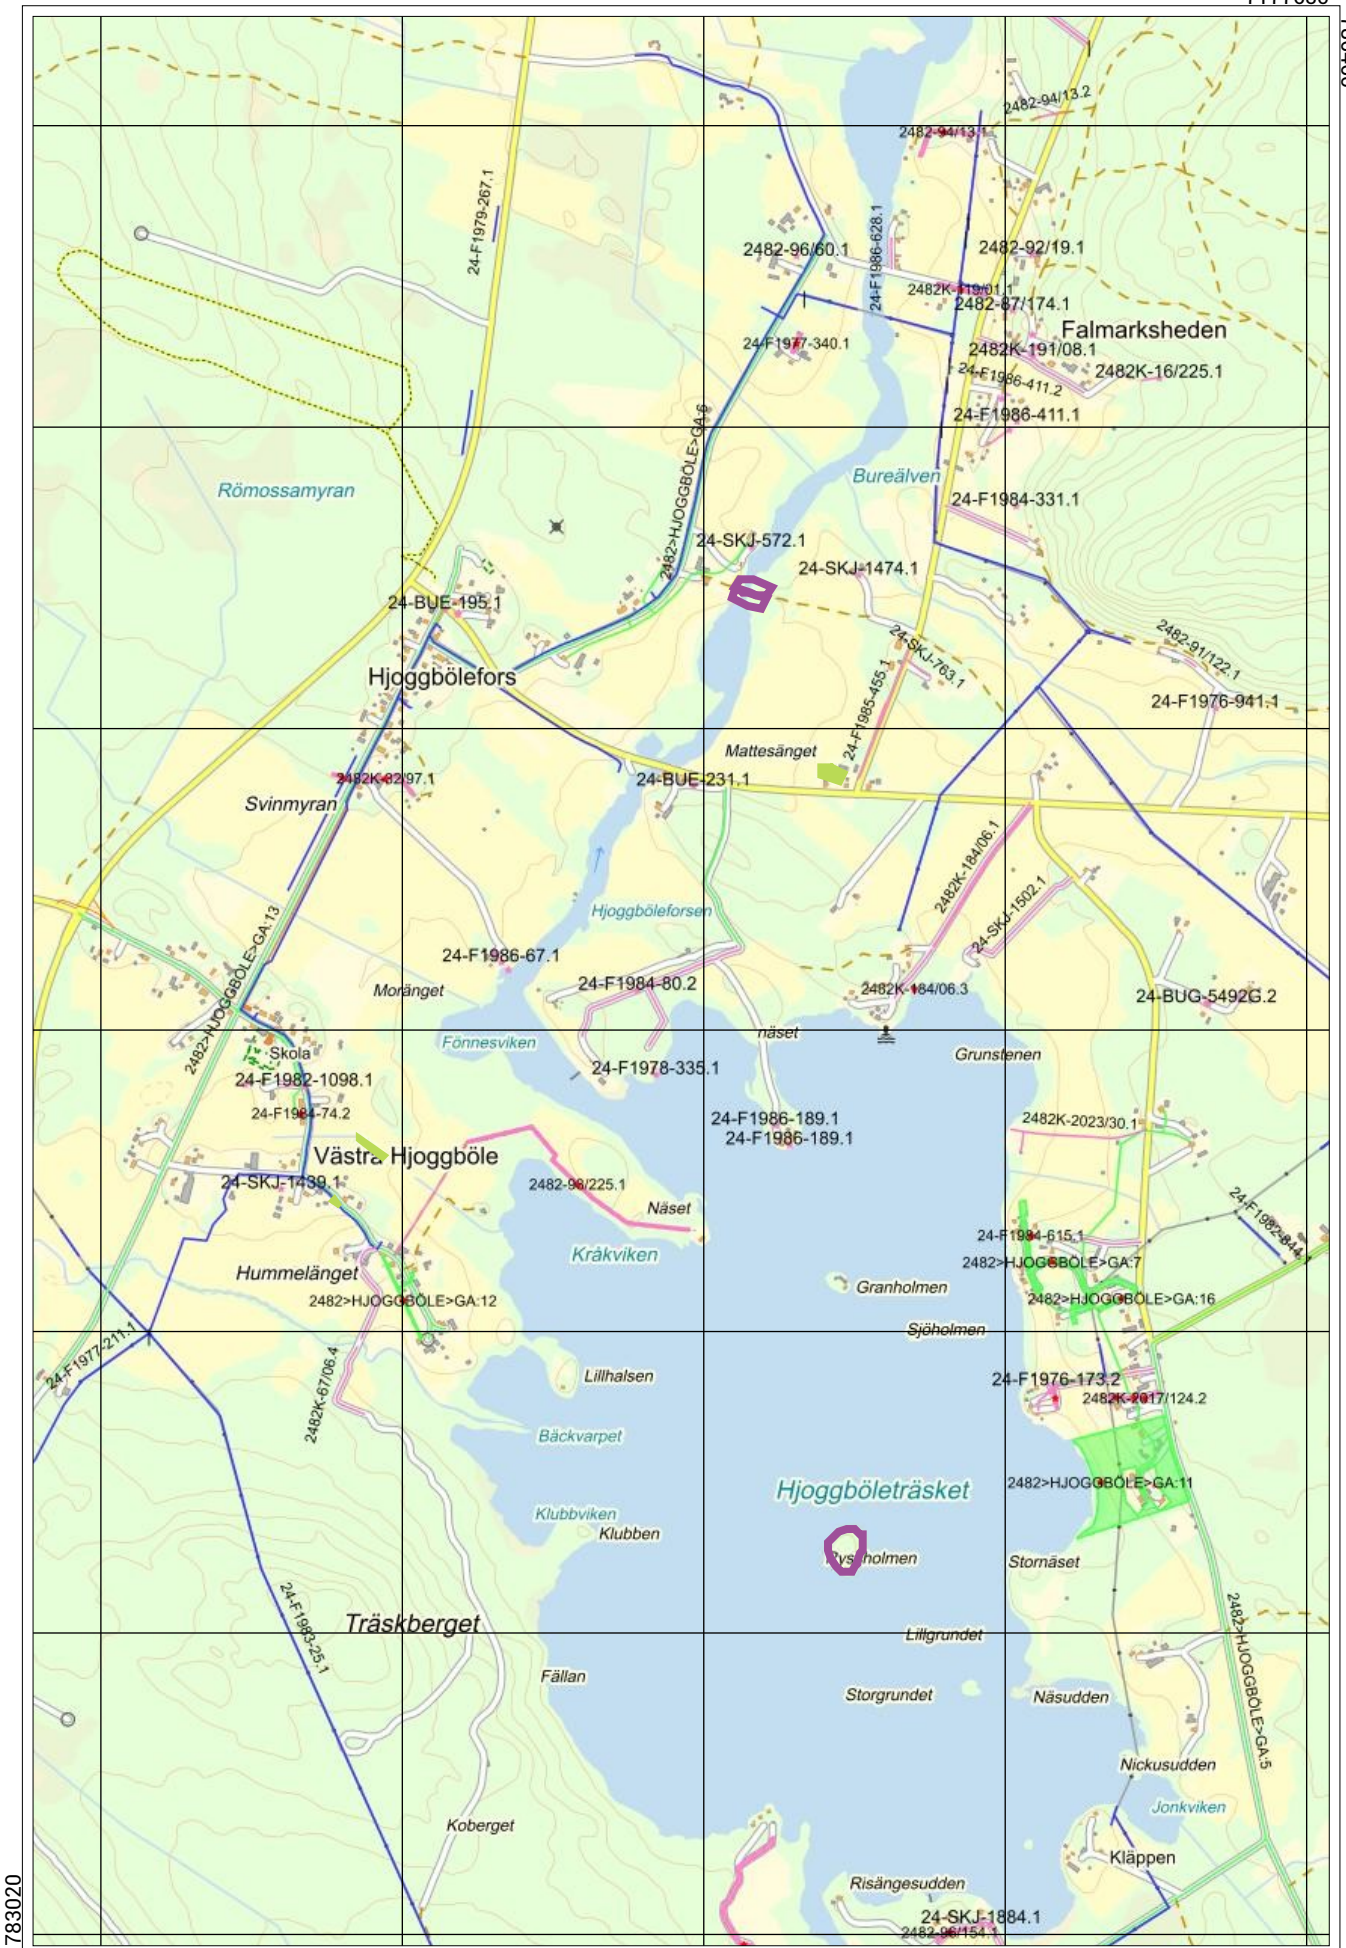 2482-94/13.2
2482-94/13.1
24-F1979-267.1
24-F1986-628.1
2482-96/60.1
2482-92/19.1
2482K-119/01.1
2482-87/174.1
Falmarksheden
24-F1977-340.1
2482K-191/08.1
2482K-16/225.1
24-F1986-411.2
24-F1986-411.1
2482>HJOGGBÖLE>GA:6
Bureälven
Römossamyran
24-F1984-331.1
24-SKJ-572.1
24-SKJ-1474.1
24-BUE-195.1
24-SKJ-763.1
2482-91/122.1
Hjoggbölefors
24-F1985-455.1
24-F1976-941.1
Mattesänget
2482K-82/97.1
24-BUE-231.1
Svinmyran
2482K-184/06.1
24-SKJ-1502.1
Hjoggböleforsen
2482>HJOGGBÖLE>GA:13
24-F1986-67.1
24-F1984-80.2
Moränget
2482K-184/06.3
24-BUG-5492G.2
näset
Fönnesviken
Skola
Grunstenen
24-F1978-335.1
24-F1982-1098.1
24-F1984-74.2
24-F1986-189.1
24-F1986-189.1
2482K-2023/30.1
Västra Hjoggböle
24-SKJ-1439.1
2482-93/225.1
Näset
24-F1982-844.
24-F1984-615.1
Kråkviken
2482>HJOGGBÖLE>GA:7
Hummelänget
Granholmen
2482>HJOGGBÖLE>GA:12
2482>HJOGGBÖLE>GA:16
Sjöholmen
24-F1977-211.1
Lillhalsen
24-F1976-173.2
2482K-67/06.4
2482K-2017/124.2
Bäckvarpet
2482>HJOGGBÖLE>GA:11
Hjoggböleträsket
Klubbviken
Klubben
Stornäset
24-F1983-25.1
Träskberget
Lillgrundet
2482>HJOGGBÖLE>GA:5
Fällan
Storgrundet
Näsudden
Nickusudden
Jonkviken
Koberget
Kläppen
Risängesudden
24-SKJ-1884.1
2482-96/154.1
783020